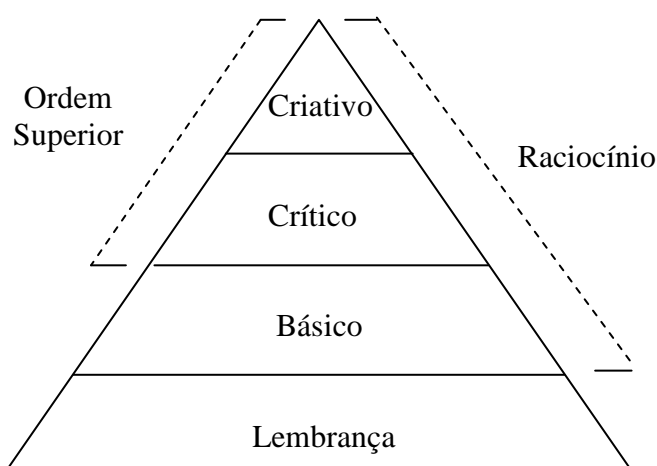 Ordem
Superior
Criativo
Raciocínio
Crítico
Básico
Lembrança